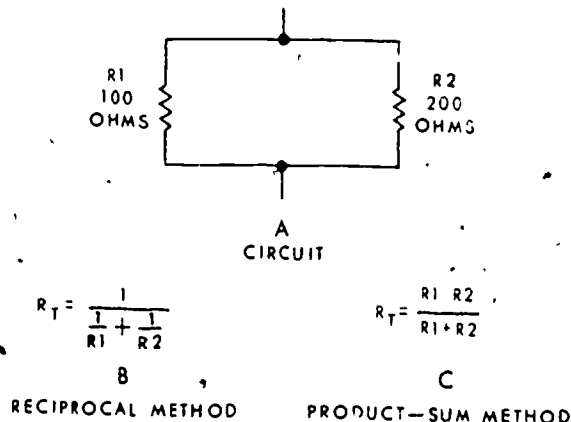 R1
100
OHMS
R2
200
OHMS
A
CIRCUIT
R_T = 1 / (1/R1 + 1/R2)
R_T = R1 R2 / R1+R2
B
C
RECIPROCAL METHOD
PRODUCT—SUM METHOD